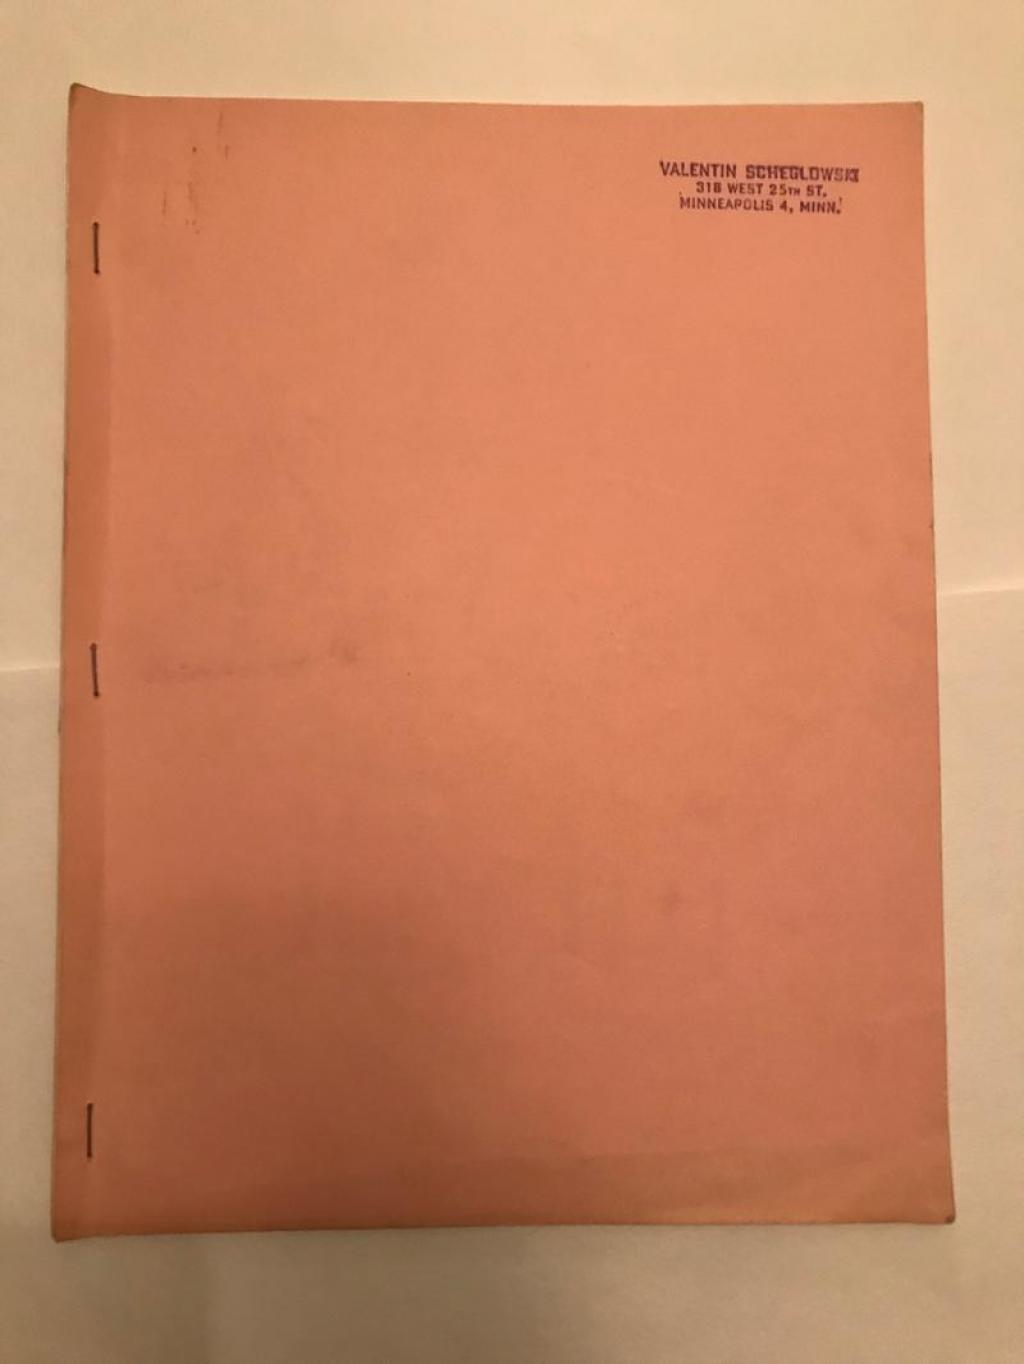 VALENTIN SCHEGLOWSKI
318 WEST 25TH ST.
MINNEAPOLIS 4, MINN.